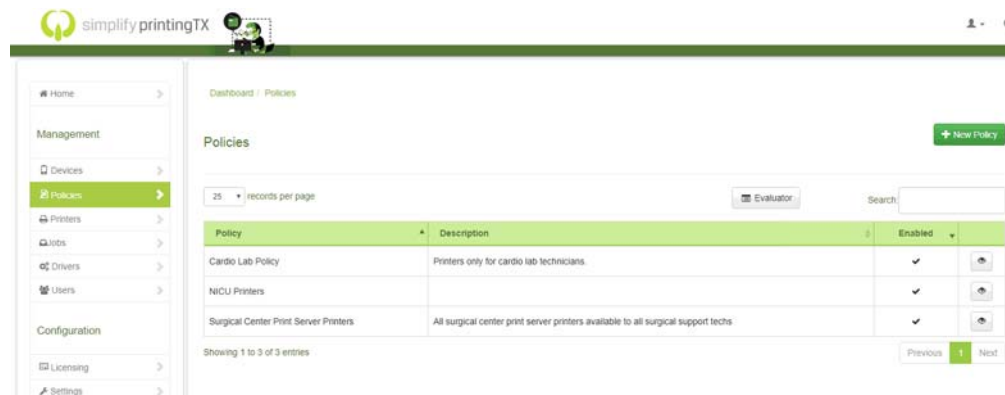 simplify printingTX
Home
Dashboard / Policies
Management
Policies
New Policy
Devices
Policies
25 records per page
Evaluator
Search:
Printers
Policy Description Enabled
Jobs
Cardio Lab Policy Printers only for cardio lab technicians.
Drivers
Users
NICU Printers
Surgical Center Print Server Printers All surgical center print server printers available to all surgical support techs
Configuration
Showing 1 to 3 of 3 entries
Previous 1 Next
Licensing
Settings